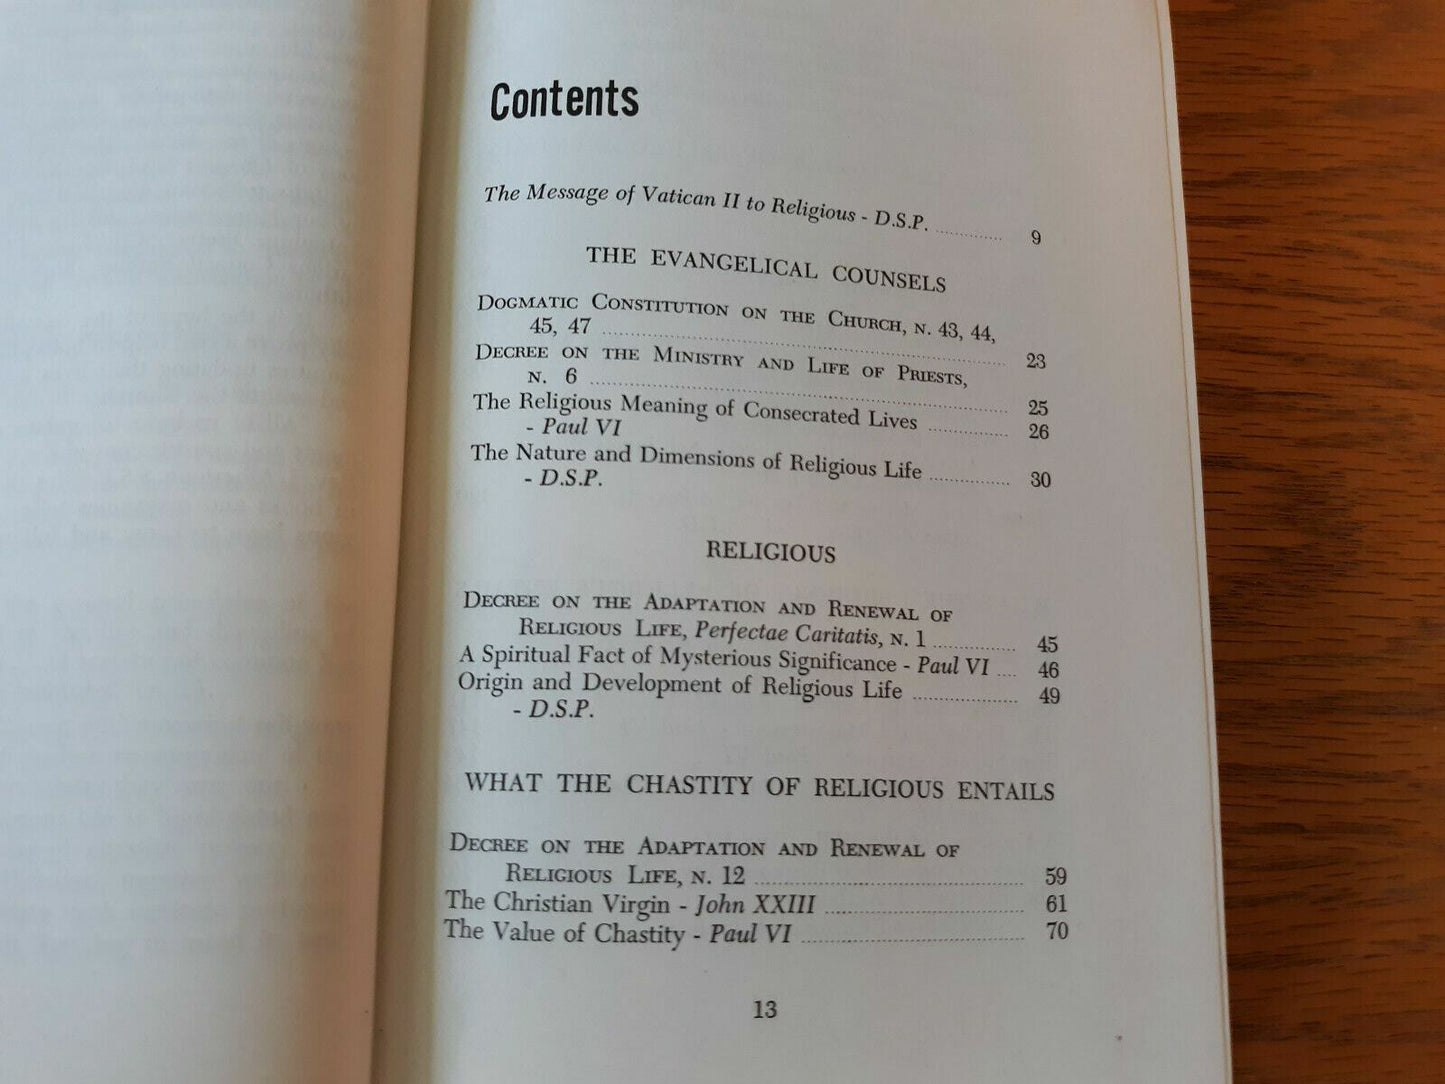 Contents
The Message of Vatican II to Religious - D.S.P. .............. 9
THE EVANGELICAL COUNSELS
DOGMATIC CONSTITUTION ON THE CHURCH, N. 43, 44,
45, 47 .............. 23
DECREE ON THE MINISTRY AND LIFE OF PRIESTS,
N. 6 .............. 25
The Religious Meaning of Consecrated Lives .............. 26
- Paul VI
The Nature and Dimensions of Religious Life .............. 30
- D.S.P.
RELIGIOUS
DECREE ON THE ADAPTATION AND RENEWAL OF
RELIGIOUS LIFE, Perfectae Caritatis, N. 1 .............. 45
A Spiritual Fact of Mysterious Significance - Paul VI .... 46
Origin and Development of Religious Life .............. 49
- D.S.P.
WHAT THE CHASTITY OF RELIGIOUS ENTAILS
DECREE ON THE ADAPTATION AND RENEWAL OF
RELIGIOUS LIFE, N. 12 .............. 59
The Christian Virgin - John XXIII .............. 61
The Value of Chastity - Paul VI .............. 70
13